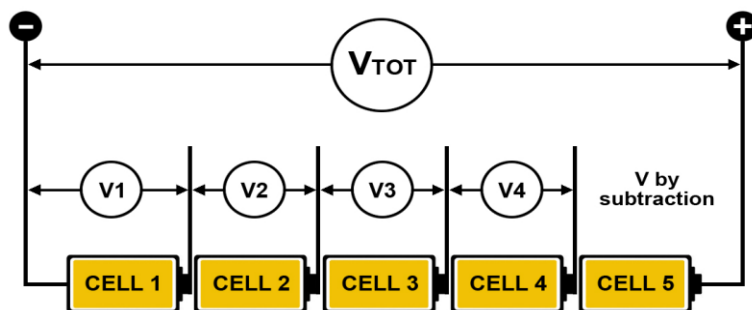 − +
VTOT
V1 V2 V3 V4 V by
subtraction
CELL 1 CELL 2 CELL 3 CELL 4 CELL 5